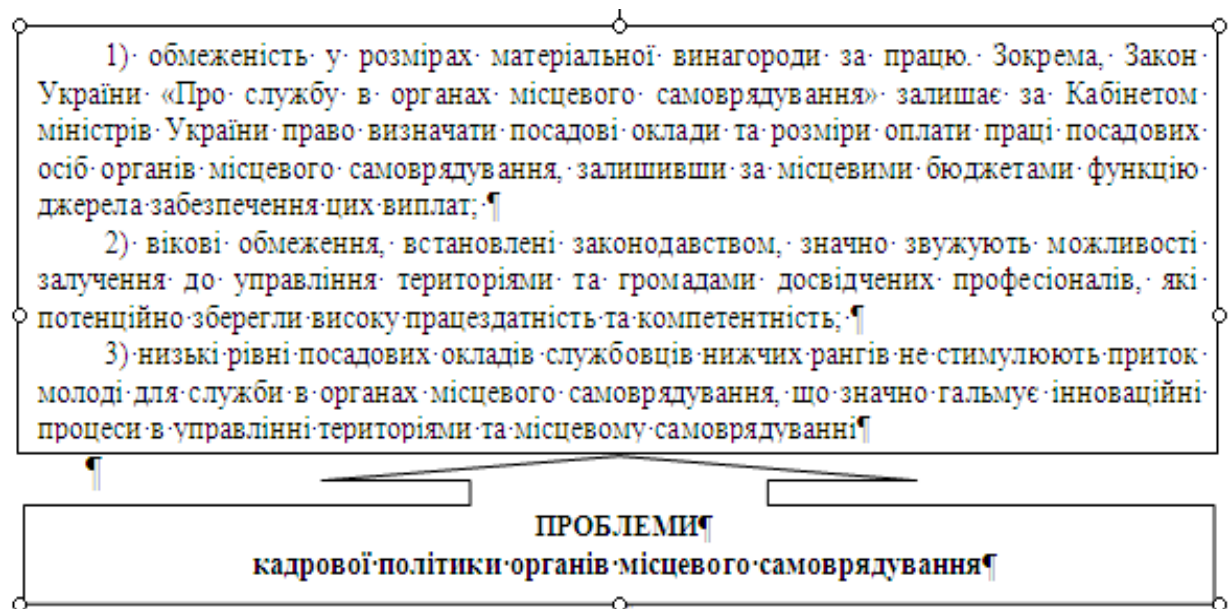 1) обмеженість у розмірах матеріальної винагороди за працю. Зокрема, Закон
України «Про службу в органах місцевого самоврядування» залишає за Кабінетом
міністрів України право визначати посадові оклади та розміри оплати праці посадових
осіб органів місцевого самоврядування, залишивши за місцевими бюджетами функцію
джерела забезпечення цих виплат; ¶
2) вікові обмеження, встановлені законодавством, значно звужують можливості
залучення до управління територіями та громадами досвідчених професіоналів, які
потенційно зберегли високу працездатність та компетентність; ¶
3) низькі рівні посадових окладів службовців нижчих рангів не стимулюють приток
молоді для служби в органах місцевого самоврядування, що значно гальмує інноваційні
процеси в управлінні територіями та місцевому самоврядуванні¶
¶
ПРОБЛЕМИ¶
кадрової політики органів місцевого самоврядування¶